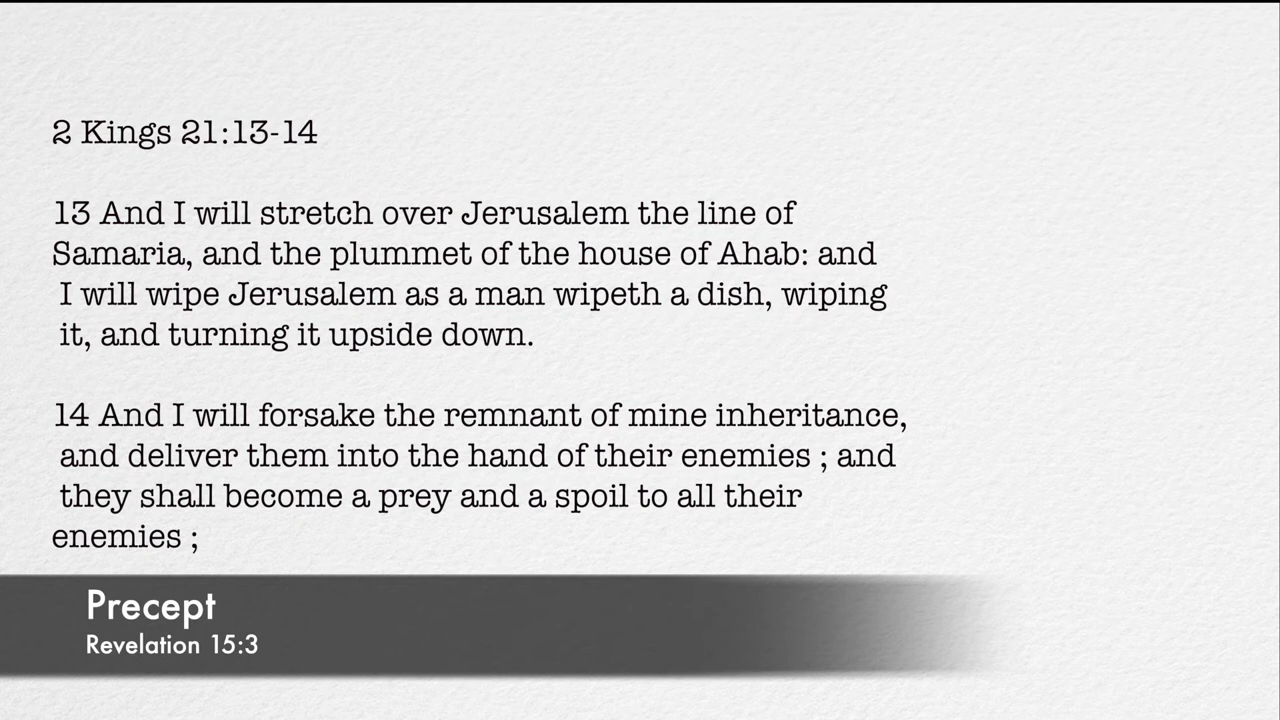 2 Kings 21:13-14
13 And I will stretch over Jerusalem the line of
Samaria, and the plummet of the house of Ahab: and
I will wipe Jerusalem as a man wipeth a dish, wiping
it, and turning it upside down.
14 And I will forsake the remnant of mine inheritance,
and deliver them into the hand of their enemies ; and
they shall become a prey and a spoil to all their
enemies ;
Precept
Revelation 15:3